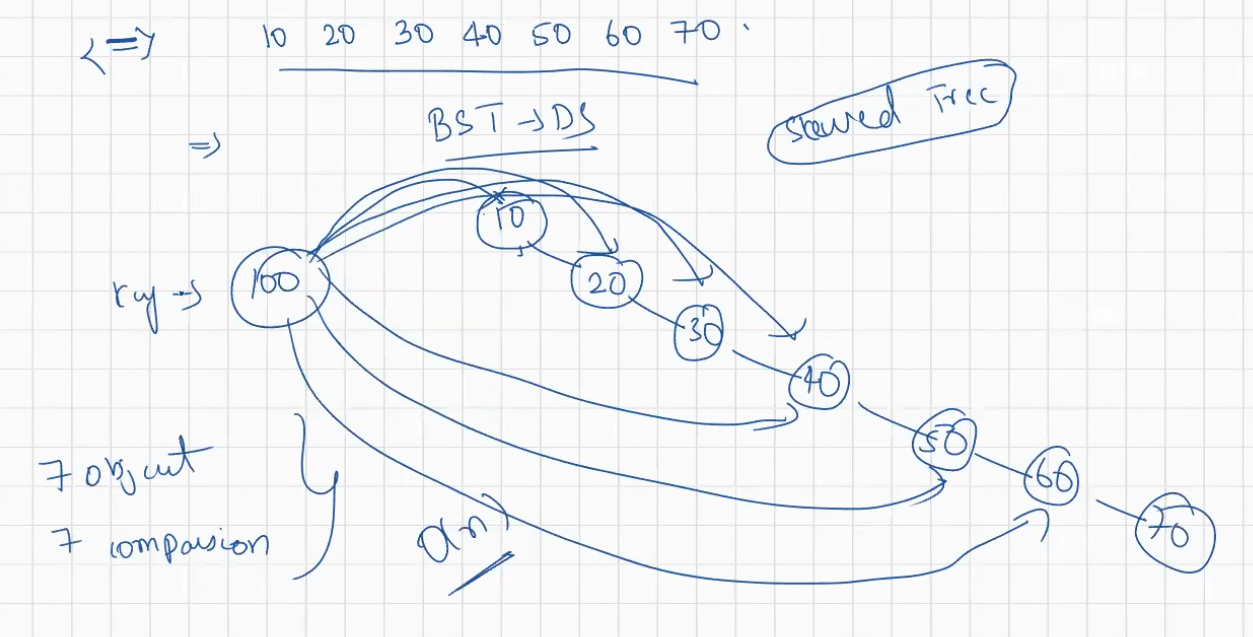 <=> 10 20 30 40 50 60 70
=> BST → DS
Skewed Tree
10
20
key → 100
30
40
50
60
70
7 object
7 comparsion
O(n)